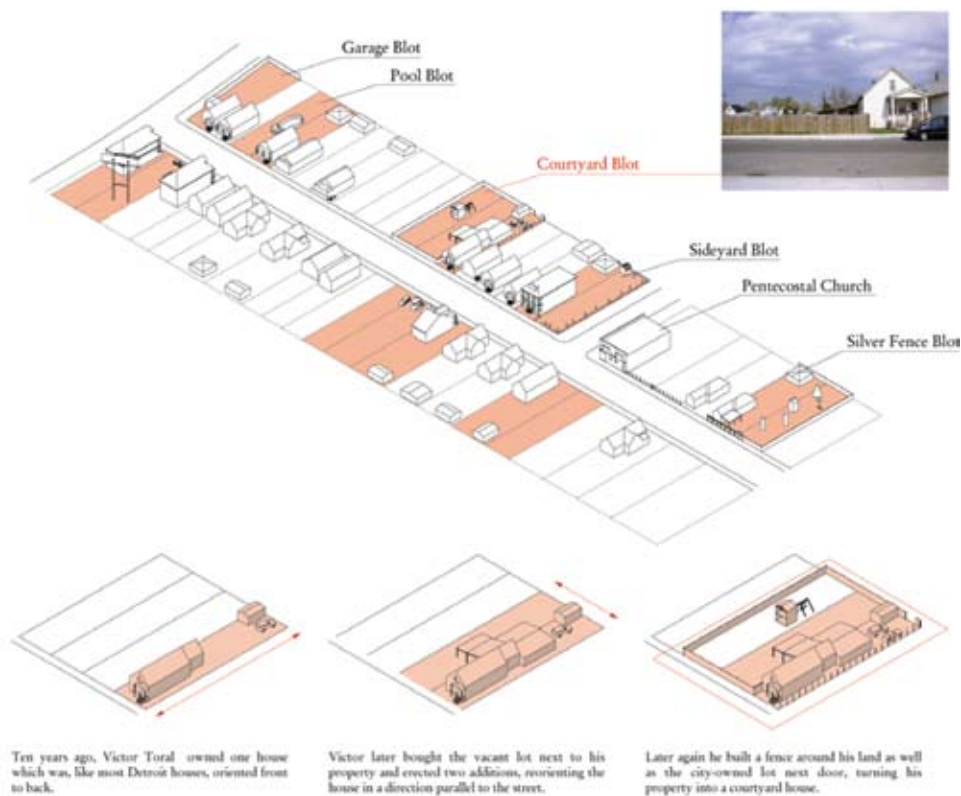 Garage Blot
Pool Blot
Courtyard Blot
Sideyard Blot
Pentecostal Church
Silver Fence Blot
Ten years ago, Victor Toral owned one house
which was, like most Detroit houses, oriented front
to back.
Victor later bought the vacant lot next to his
property and erected two additions, reorienting the
house in a direction parallel to the street.
Later again he built a fence around his land as well
as the city-owned lot next door, turning his
property into a courtyard house.